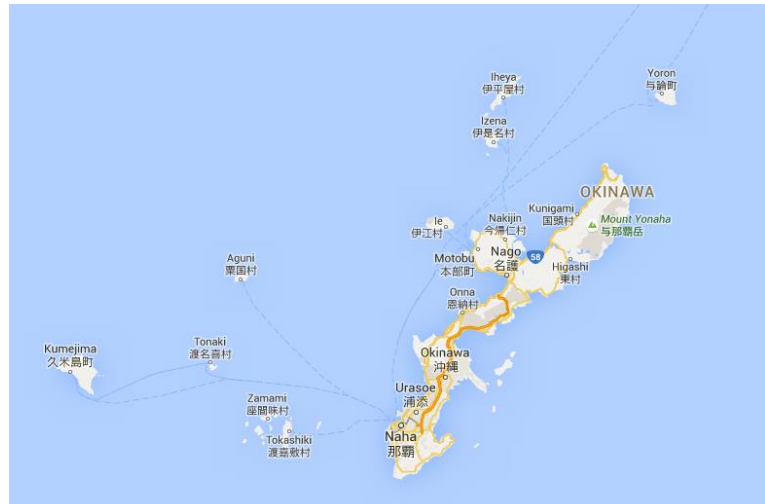 Iheya
伊平屋村
Yoron
与論町
Izena
伊是名村
OKINAWA
Kunigami
国頭村
Mount Yonaha
与那覇岳
Ie
伊江村
Nakijin
今帰仁村
Motobu
本部町
Nago
名護
58
Higashi
東村
Aguni
粟国村
Onna
恩納村
Tonaki
渡名喜村
Kumejima
久米島町
Okinawa
沖縄
Urasoe
浦添
Zamami
座間味村
Tokashiki
渡嘉敷村
Naha
那覇